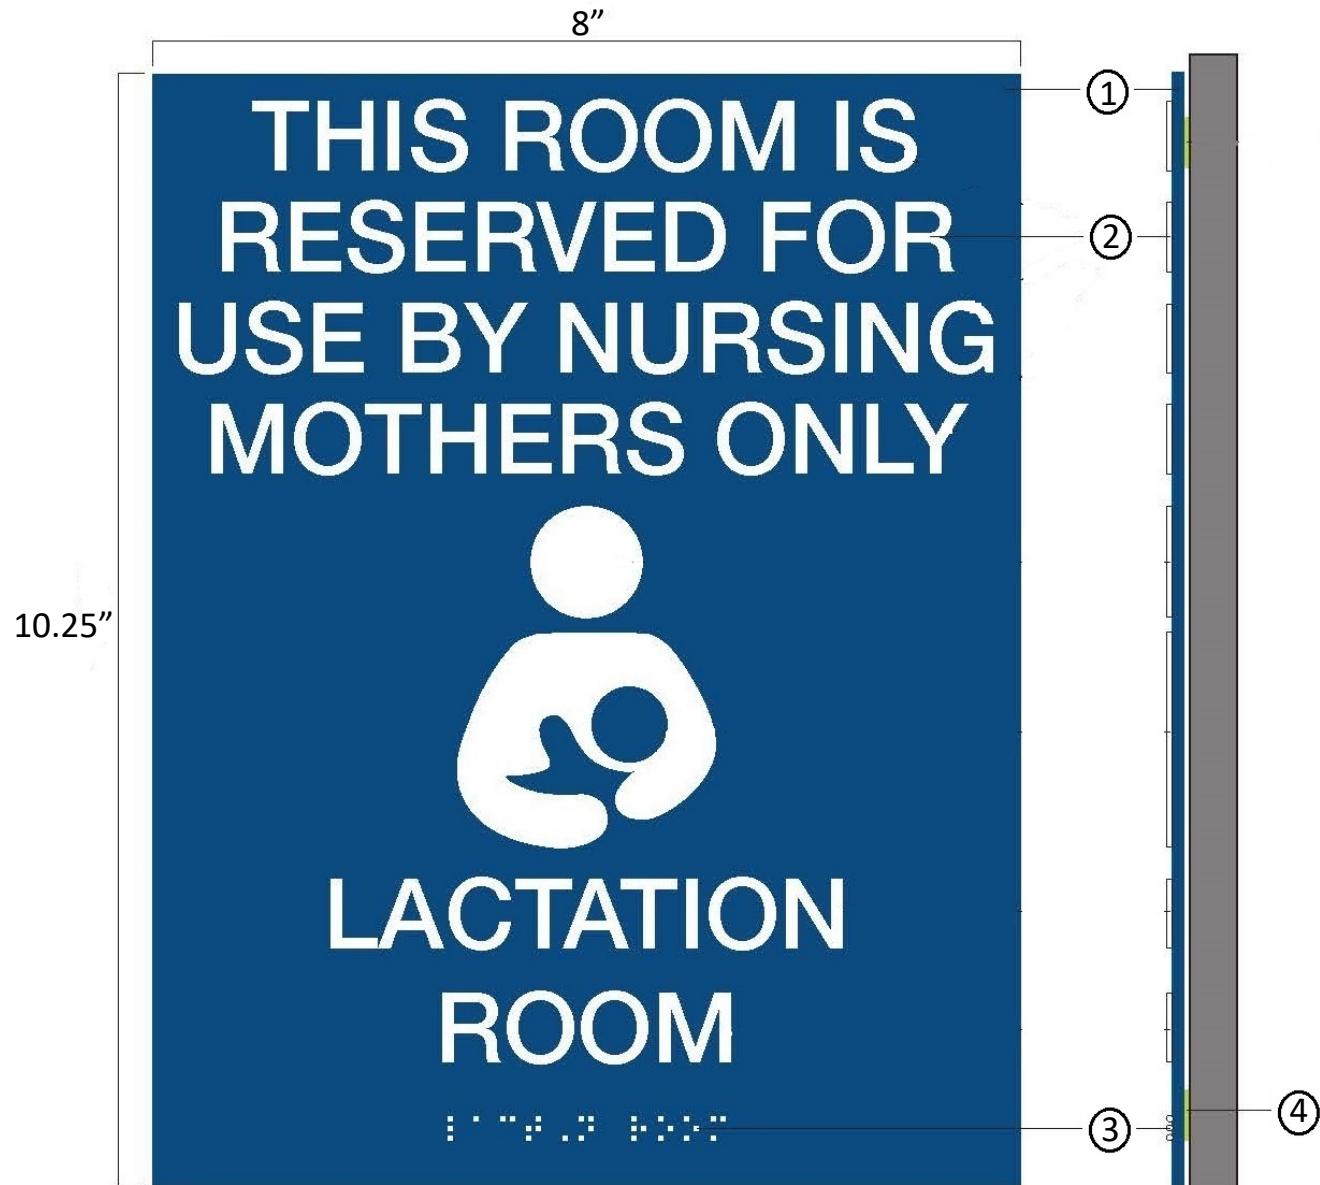 8”
THIS ROOM IS
RESERVED FOR
USE BY NURSING
MOTHERS ONLY
10.25”
LACTATION
ROOM
⠇⠁⠉⠞⠠⠝ ⠗⠕⠕⠍
1
2
3
4